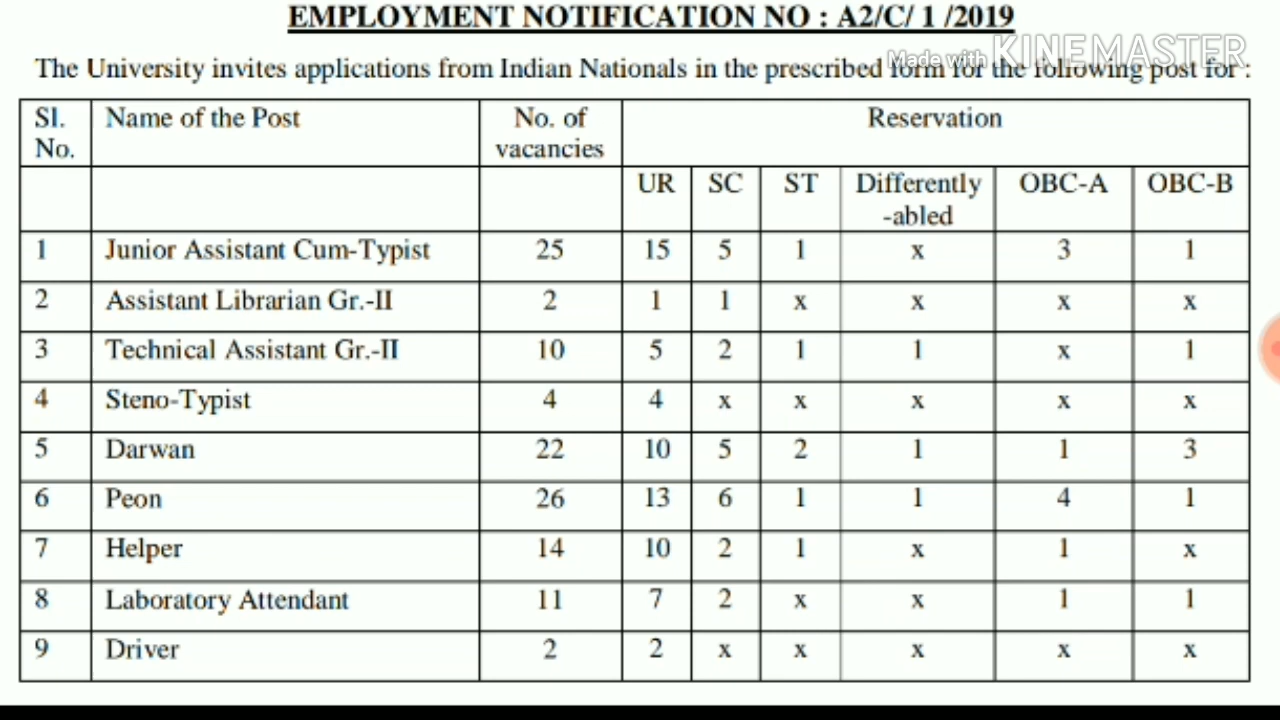 EMPLOYMENT NOTIFICATION NO : A2/C/ 1 /2019
Made with KINEMASTER
The University invites applications from Indian Nationals in the prescribed form for the following post for :
Sl. No. Name of the Post No. of vacancies Reservation
UR SC ST Differently -abled OBC-A OBC-B
1 Junior Assistant Cum-Typist 25 15 5 1 x 3 1
2 Assistant Librarian Gr.-II 2 1 1 x x x x
3 Technical Assistant Gr.-II 10 5 2 1 1 x 1
4 Steno-Typist 4 4 x x x x x
5 Darwan 22 10 5 2 1 1 3
6 Peon 26 13 6 1 1 4 1
7 Helper 14 10 2 1 x 1 x
8 Laboratory Attendant 11 7 2 x x 1 1
9 Driver 2 2 x x x x x